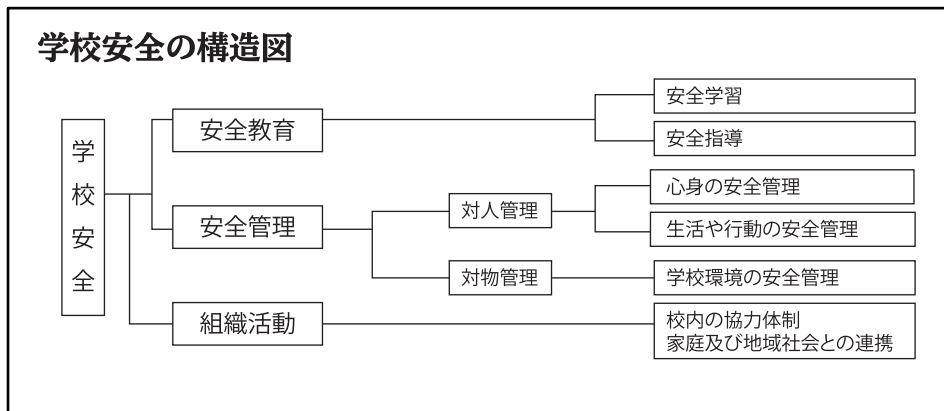 学校安全の構造図
学校安全
安全教育
安全学習
安全指導
安全管理
対人管理
心身の安全管理
生活や行動の安全管理
対物管理
学校環境の安全管理
組織活動
校内の協力体制
家庭及び地域社会との連携